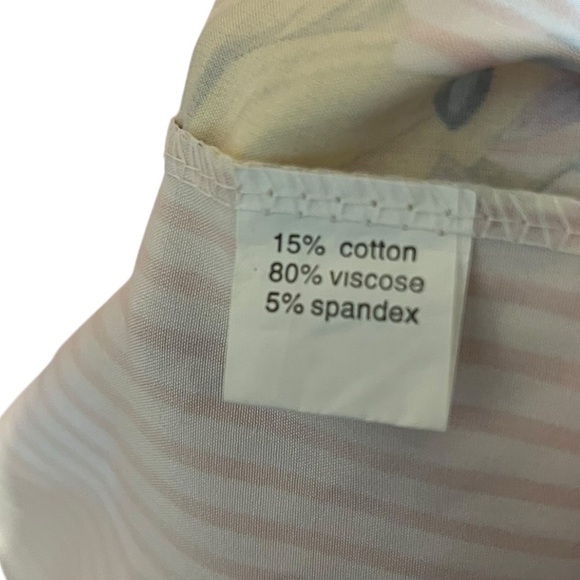 15% cotton
80% viscose
5% spandex